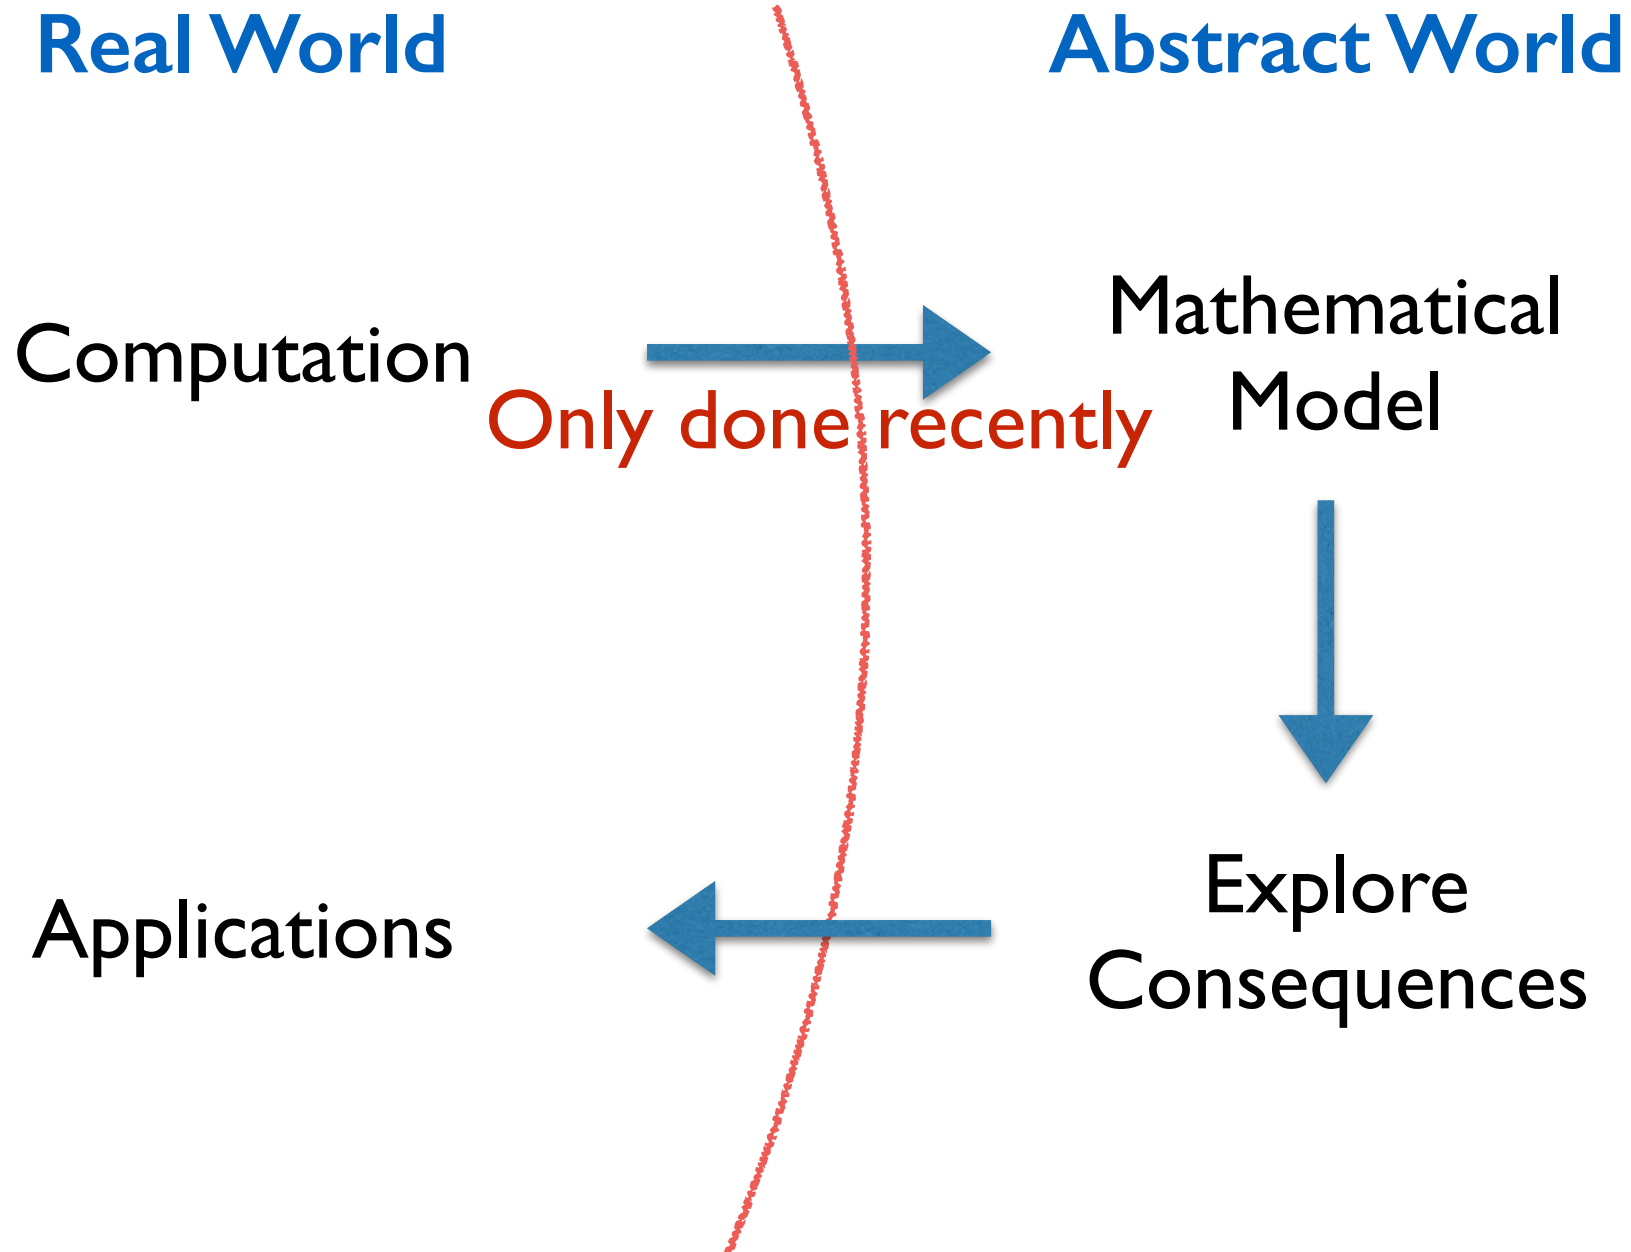 Real World
Abstract World
Computation
Mathematical
Model
Only done recently
Applications
Explore
Consequences